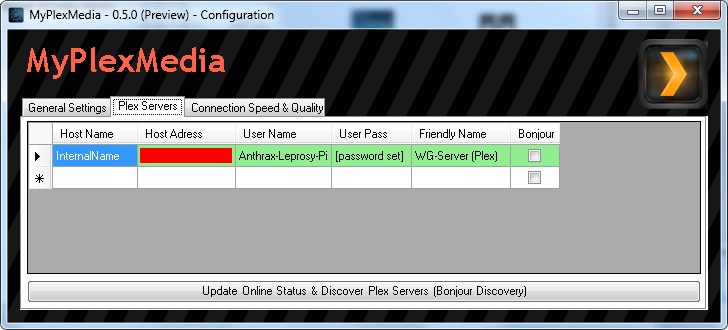 MyPlexMedia - 0.5.0 (Preview) - Configuration
MyPlexMedia
General Settings Plex Servers Connection Speed & Quality
Host Name Host Adress User Name User Pass Friendly Name Bonjour
InternalName Anthrax-Leprosy-Pi [password set] WG-Server (Plex)
Update Online Status & Discover Plex Servers (Bonjour Discovery)